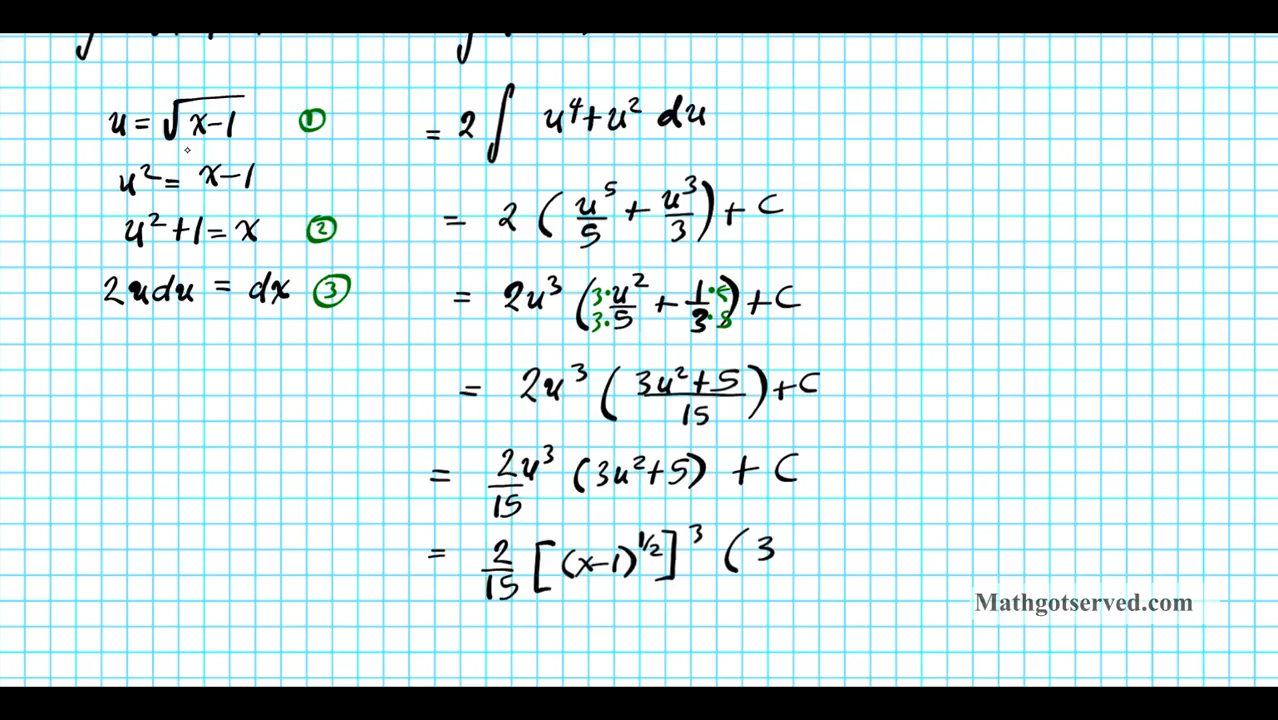 u = √(x-1) ①
u² = x-1
u²+1 = x ②
2udu = dx ③
= 2 ∫ u⁴+u² du
= 2 ( u⁵/5 + u³/3 ) + C
= 2u³ ( 3·u²/3·5 + 1·5/3·5 ) + C
= 2u³ ( 3u²+5 / 15 ) + C
= 2u³/15 (3u²+5) + C
= 2/15 [(x-1)^1/2]³ ( 3
Mathgotserved.com